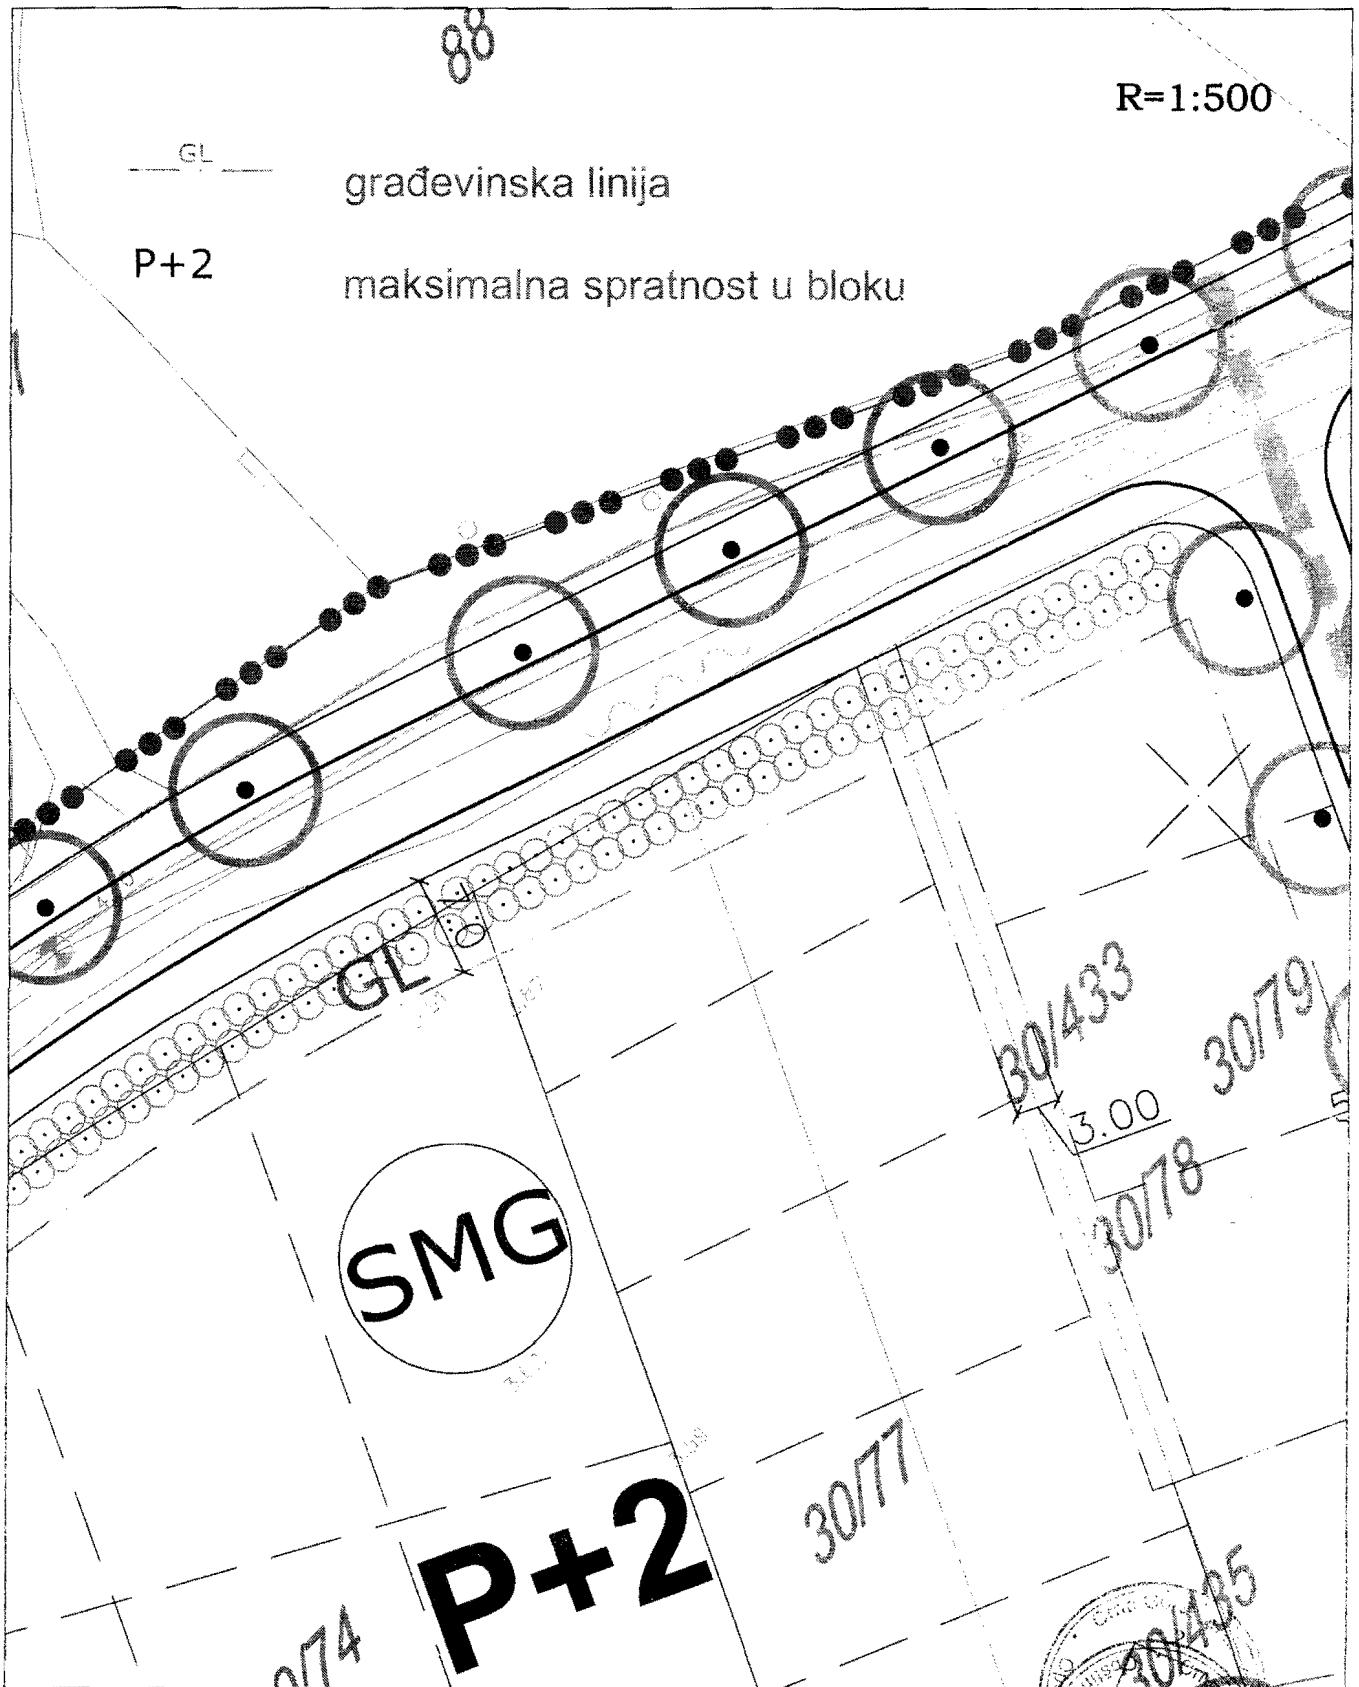 88
R=1:500
GL
građevinska linija
P+2
maksimalna spratnost u bloku
GL
30/433
30/79
3.00
30/78
SMG
30/77
P+2
30/435